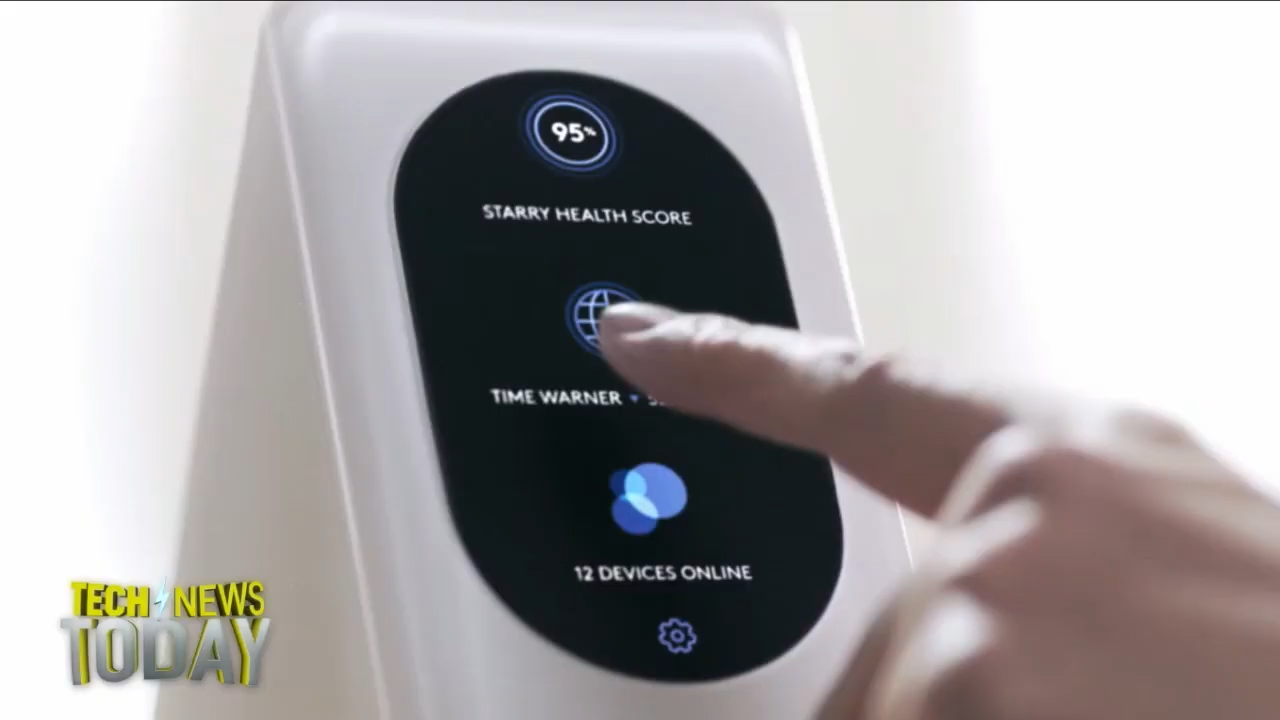 95%
STARRY HEALTH SCORE
TIME WARNER
12 DEVICES ONLINE
TECH NEWS
TODAY